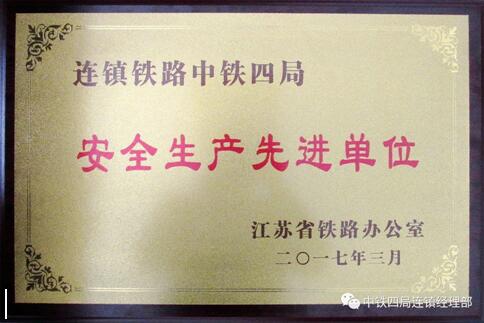 连镇铁路中铁四局
安全生产先进单位
江苏省铁路办公室
二〇一七年三月
中铁四局连镇经理部